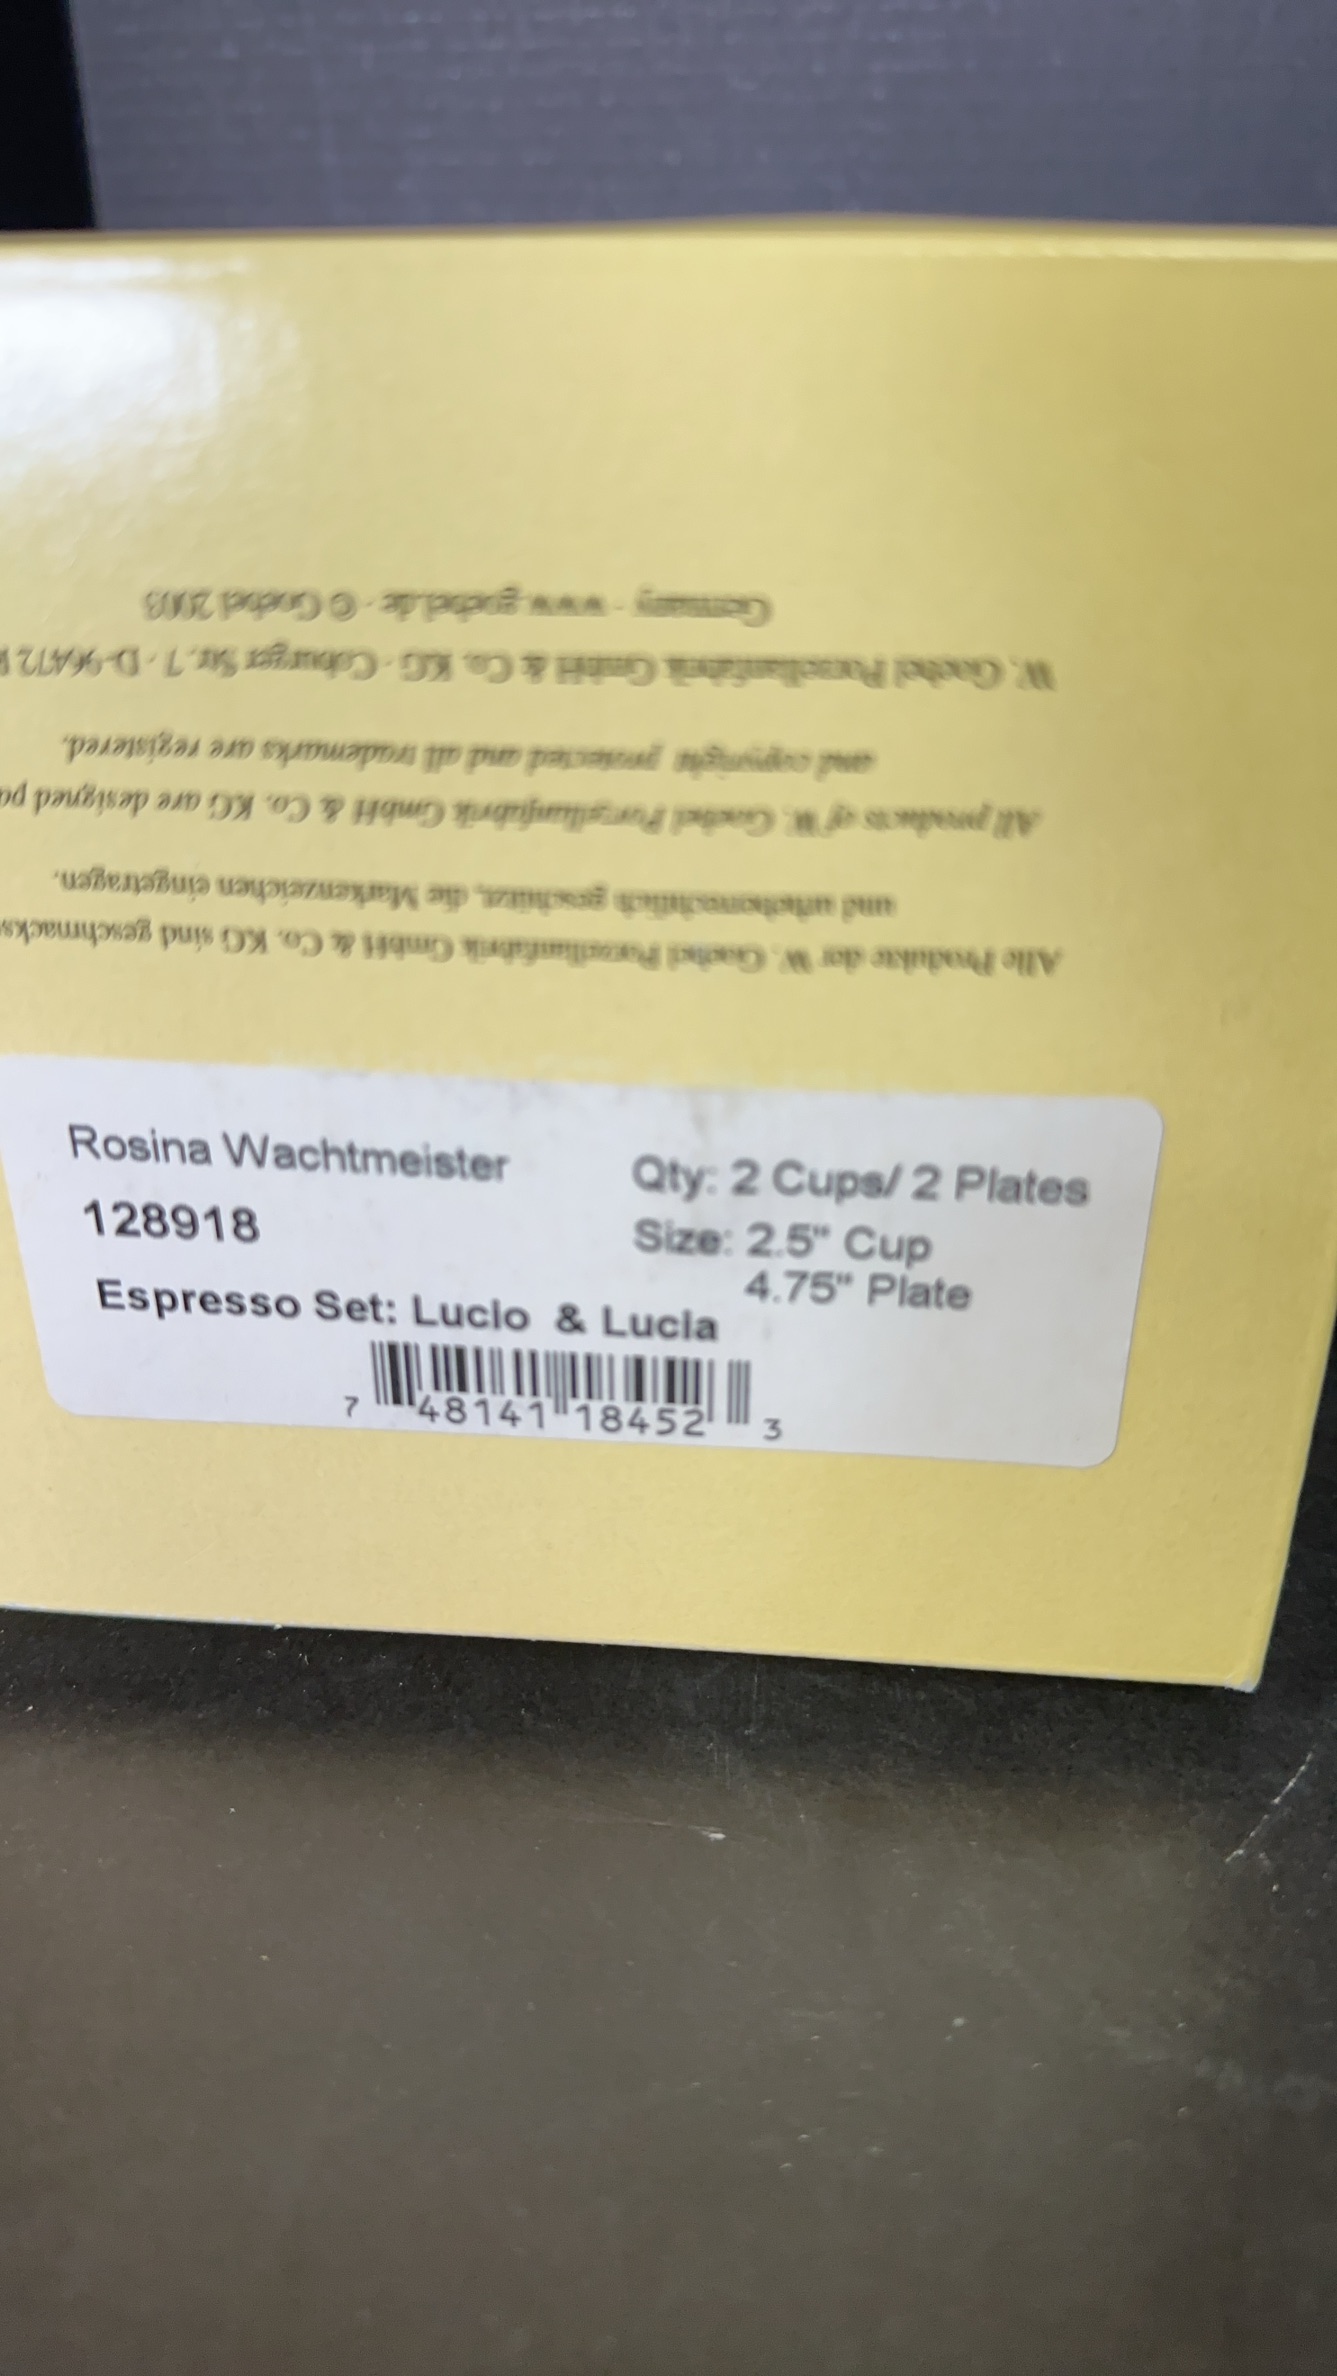 Rosina Wachtmeister
128918
Espresso Set: Lucio & Lucia
Qty: 2 Cups/ 2 Plates
Size: 2.5" Cup
4.75" Plate
7 48141 18452 3
Alle Produkte der W. Goebel Porzellanfabrik GmbH & Co. KG sind
und urheberrechtlich geschützt, die Markenzeichen eingetragen.
All products of W. Goebel Porzellanfabrik GmbH & Co. KG are designed
and copyright protected and all trademarks are registered.
W. Goebel Porzellanfabrik GmbH & Co. KG · Coburger Str. 7 · D-96472
Germany · www.goebel.de · © Goebel 2003